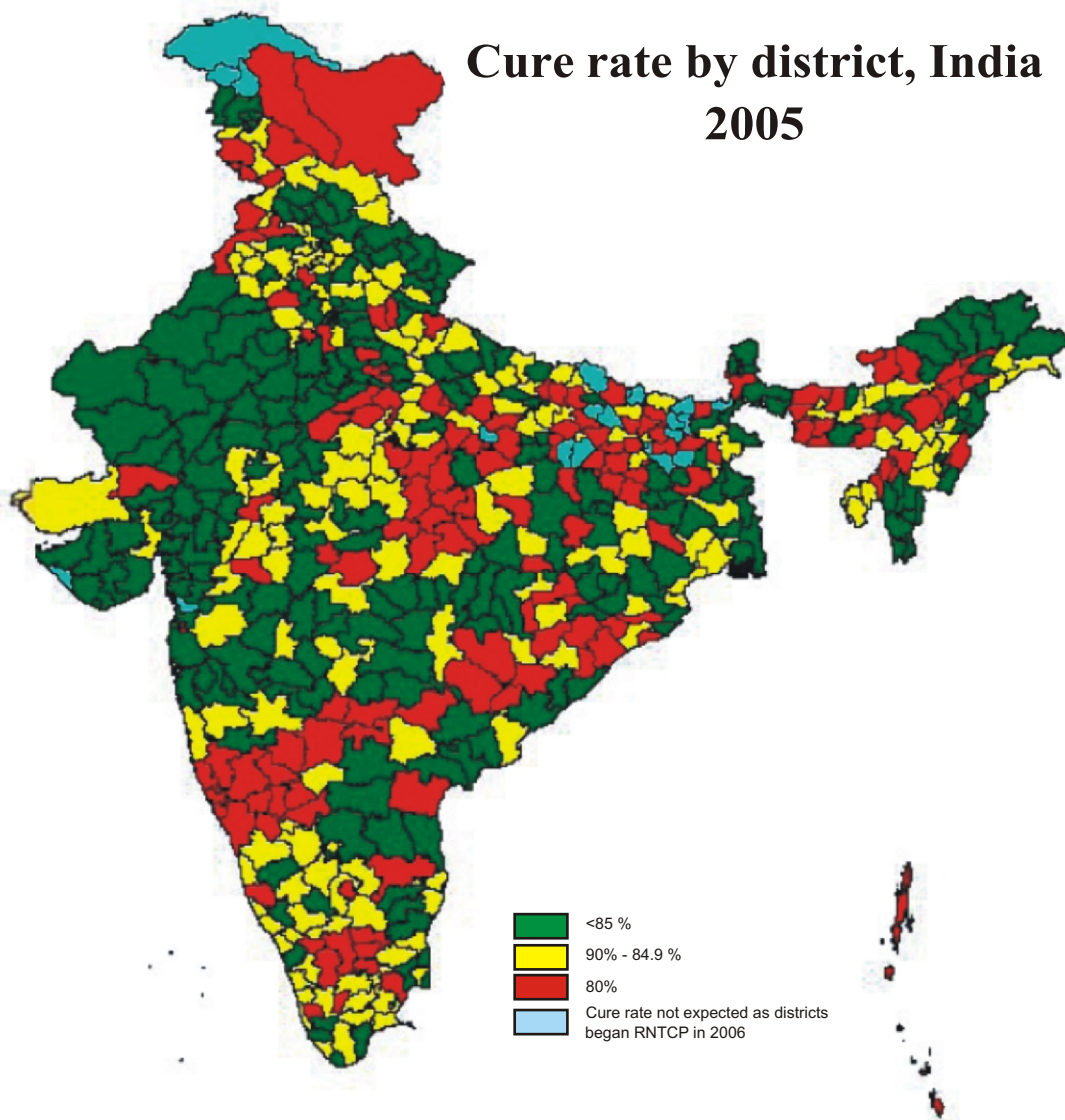 Cure rate by district, India
2005
<85 %
90% - 84.9 %
80%
Cure rate not expected as districts
began RNTCP in 2006